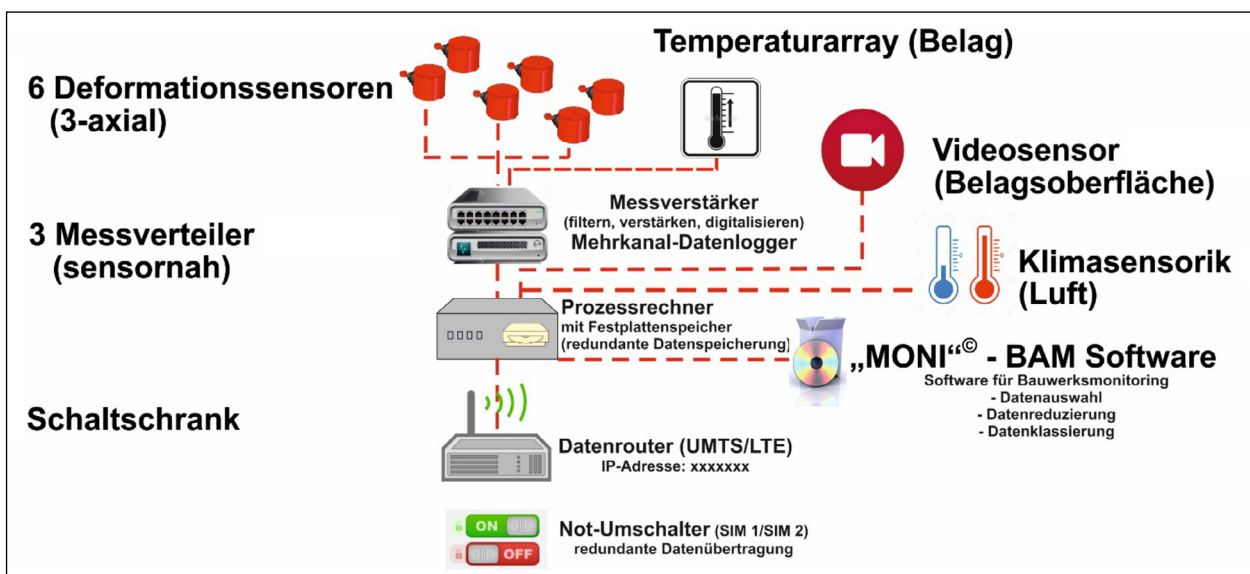 Temperaturarray (Belag)
6 Deformationssensoren
(3-axial)
Videosensor
(Belagsoberfläche)
Messverstärker
(filtern, verstärken, digitalisieren)
Mehrkanal-Datenlogger
3 Messverteiler
(sensornah)
Klimasensorik
(Luft)
Prozessrechner
mit Festplattenspeicher
(redundante Datenspeicherung)
„MONI“© - BAM Software
Software für Bauwerksmonitoring
- Datenauswahl
- Datenreduzierung
- Datenklassierung
Schaltschrank
Datenrouter (UMTS/LTE)
IP-Adresse: xxxxxxx
ON
OFF
Not-Umschalter (SIM 1/SIM 2)
redundante Datenübertragung